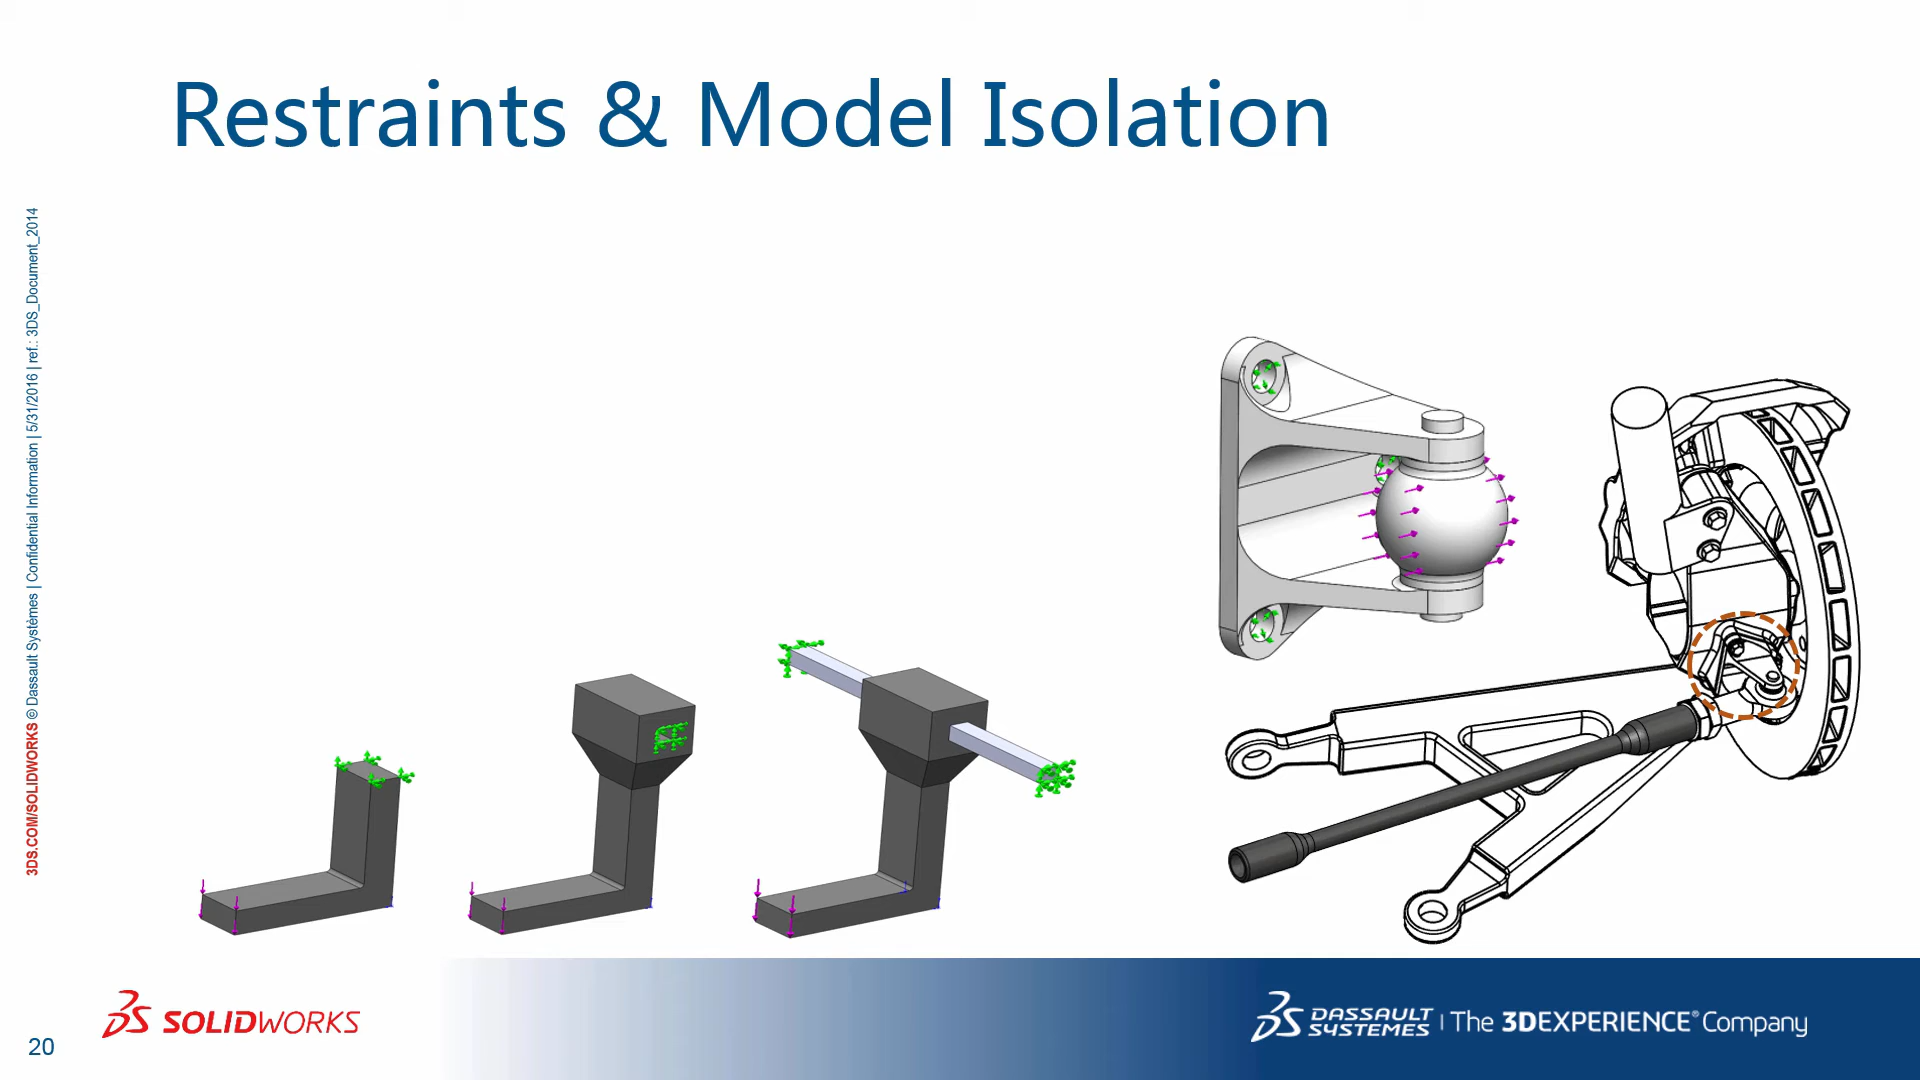 Restraints & Model Isolation
3DS.COM/SOLIDWORKS © Dassault Systèmes | Confidential Information | 5/31/2016 | ref.: 3DS_Document_2014
20
SOLIDWORKS
DASSAULT SYSTEMES | The 3DEXPERIENCE® Company